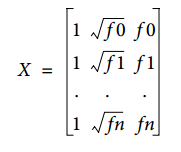 1 √f0 f0
X = 1 √f1 f1
. . .
1 √fn fn